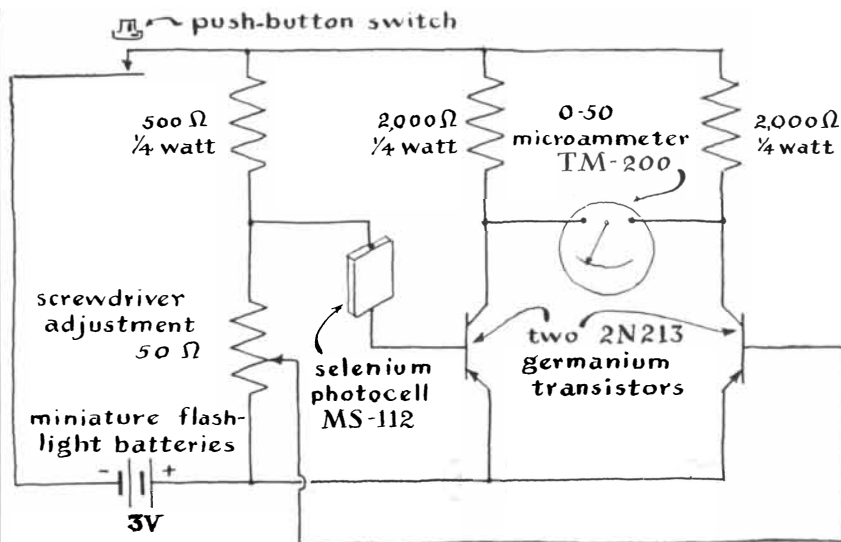 push-button switch
500 Ω
¼ watt
2,000 Ω
¼ watt
0-50
microammeter
TM-200
2,000 Ω
¼ watt
screwdriver
adjustment
50 Ω
selenium
photocell
MS-112
two 2N213
germanium
transistors
miniature flash-
light batteries
- +
3V